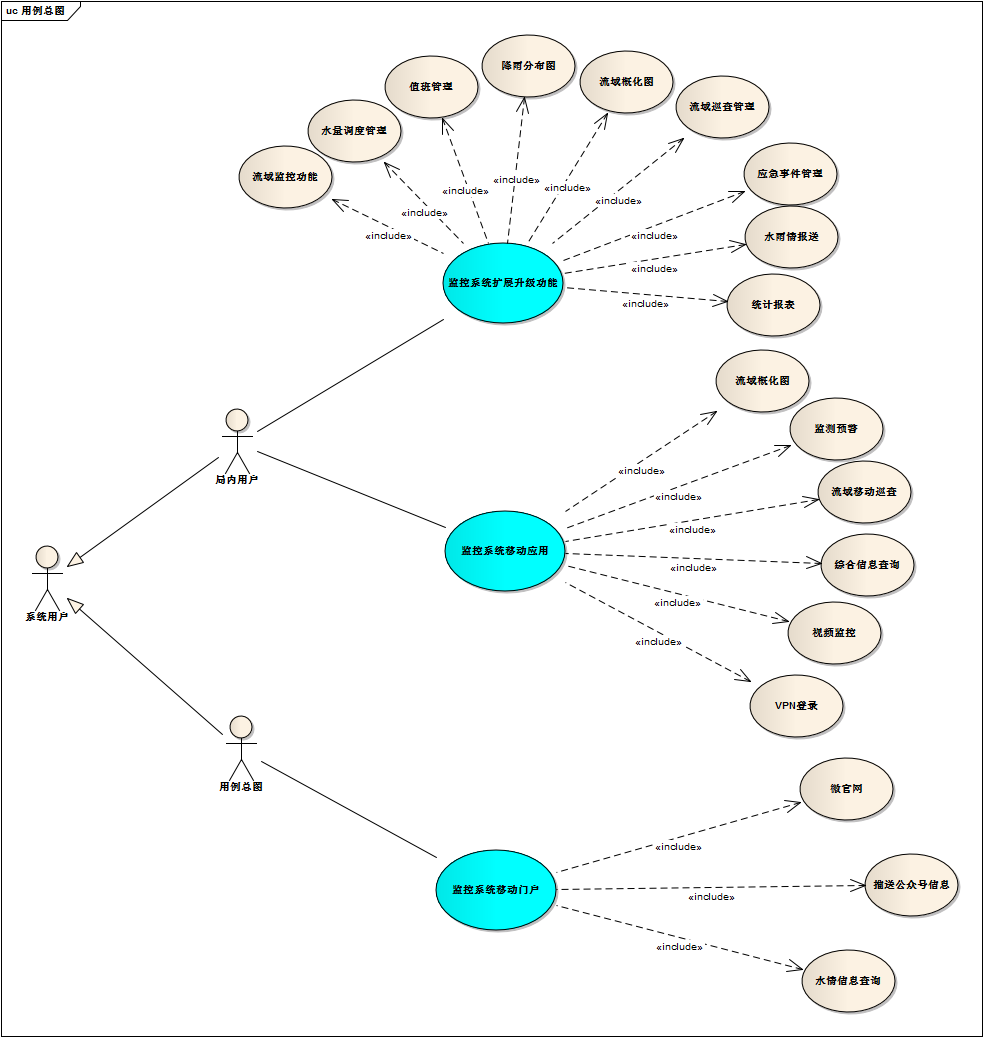 uc 用例总图
降雨分布图
流域概化图
值班管理
流域巡查管理
水量调度管理
流域监控功能
应急事件管理
水雨情报送
统计报表
«include»
«include»
«include»
«include»
«include»
«include»
«include»
«include»
«include»
监控系统扩展升级功能
流域概化图
监测预警
流域移动巡查
综合信息查询
视频监控
VPN登录
«include»
«include»
«include»
«include»
«include»
«include»
监控系统移动应用
局内用户
系统用户
用例总图
监控系统移动门户
«include»
«include»
«include»
微官网
推送公众号信息
水情信息查询